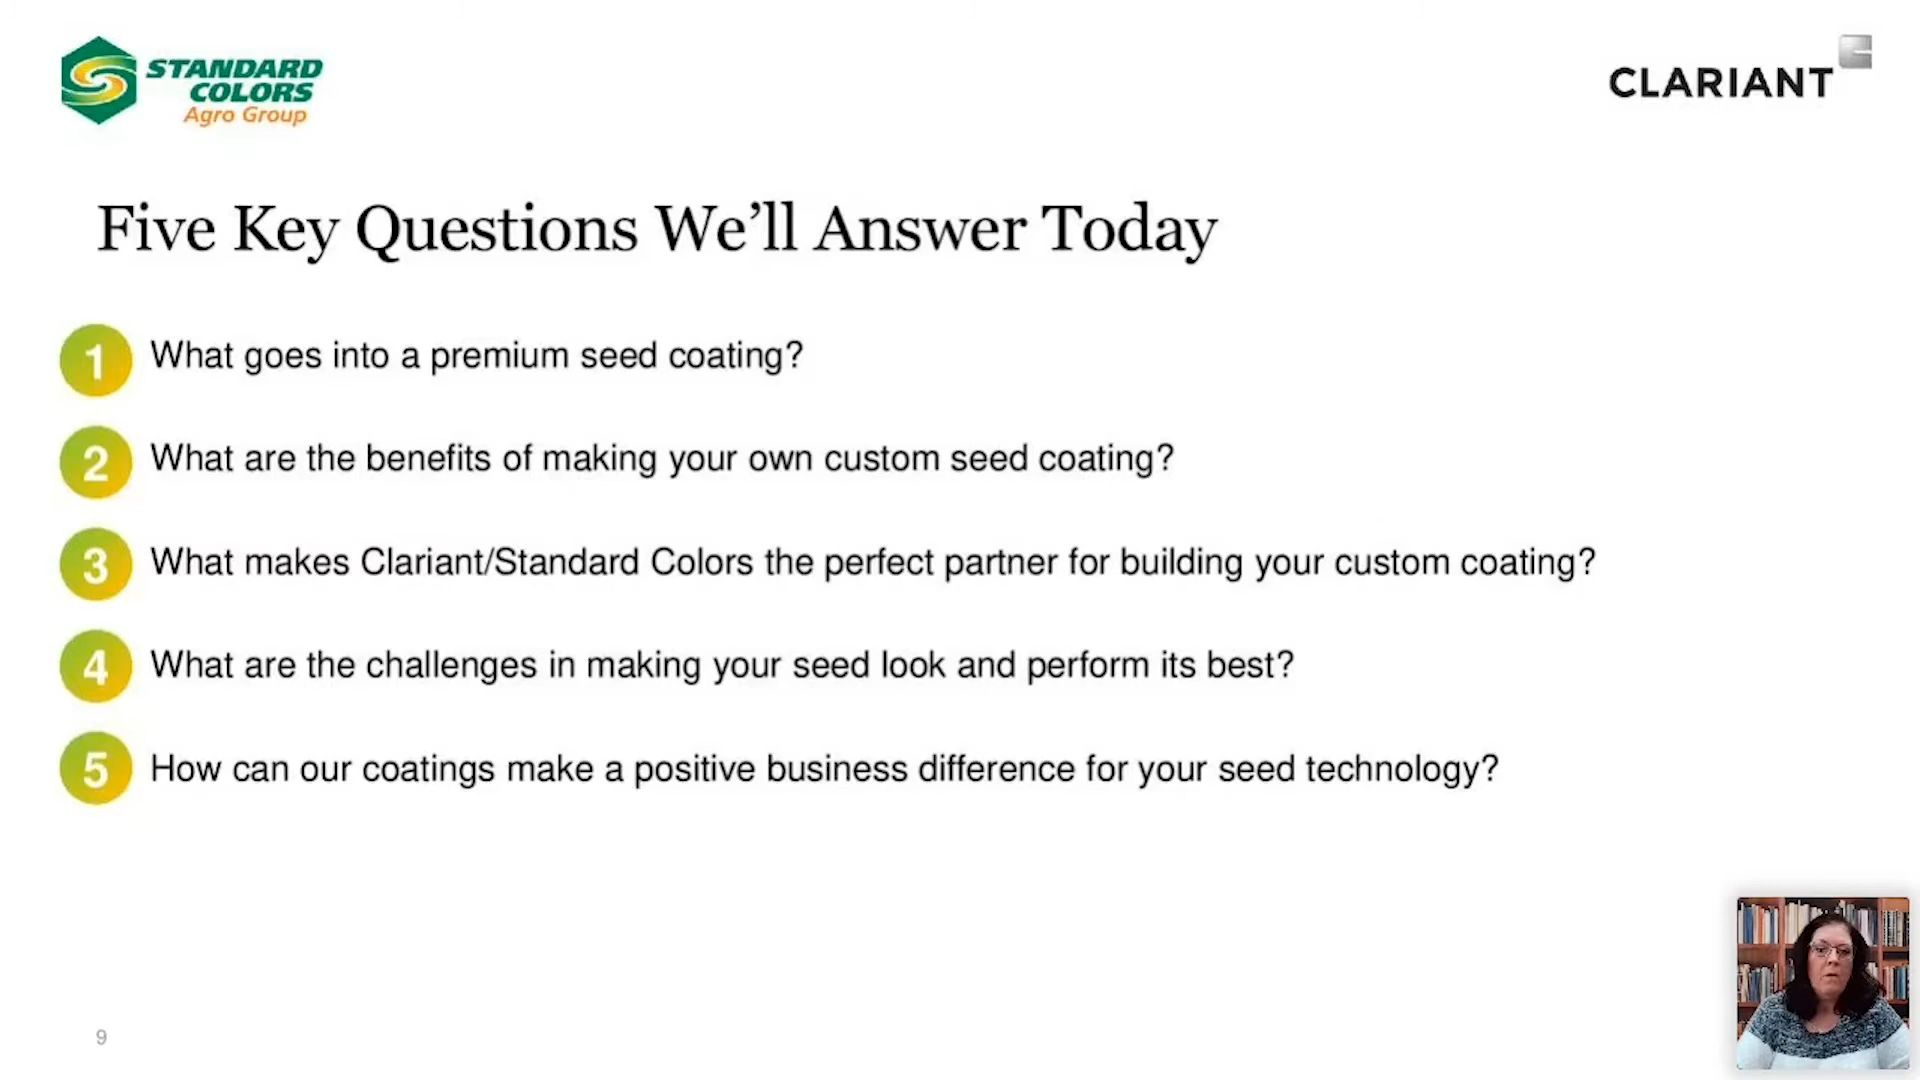 STANDARD
COLORS
Agro Group
CLARIANT
Five Key Questions We’ll Answer Today
1 What goes into a premium seed coating?
2 What are the benefits of making your own custom seed coating?
3 What makes Clariant/Standard Colors the perfect partner for building your custom coating?
4 What are the challenges in making your seed look and perform its best?
5 How can our coatings make a positive business difference for your seed technology?
9